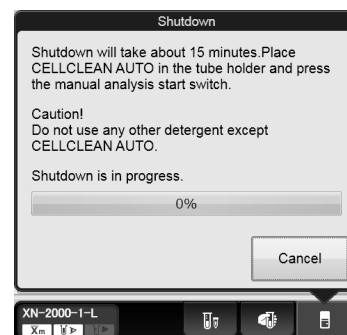 Shutdown
Shutdown will take about 15 minutes.Place
CELLCLEAN AUTO in the tube holder and press
the manual analysis start switch.
Caution!
Do not use any other detergent except
CELLCLEAN AUTO.
Shutdown is in progress.
0%
Cancel
XN-2000-1-L
Xm